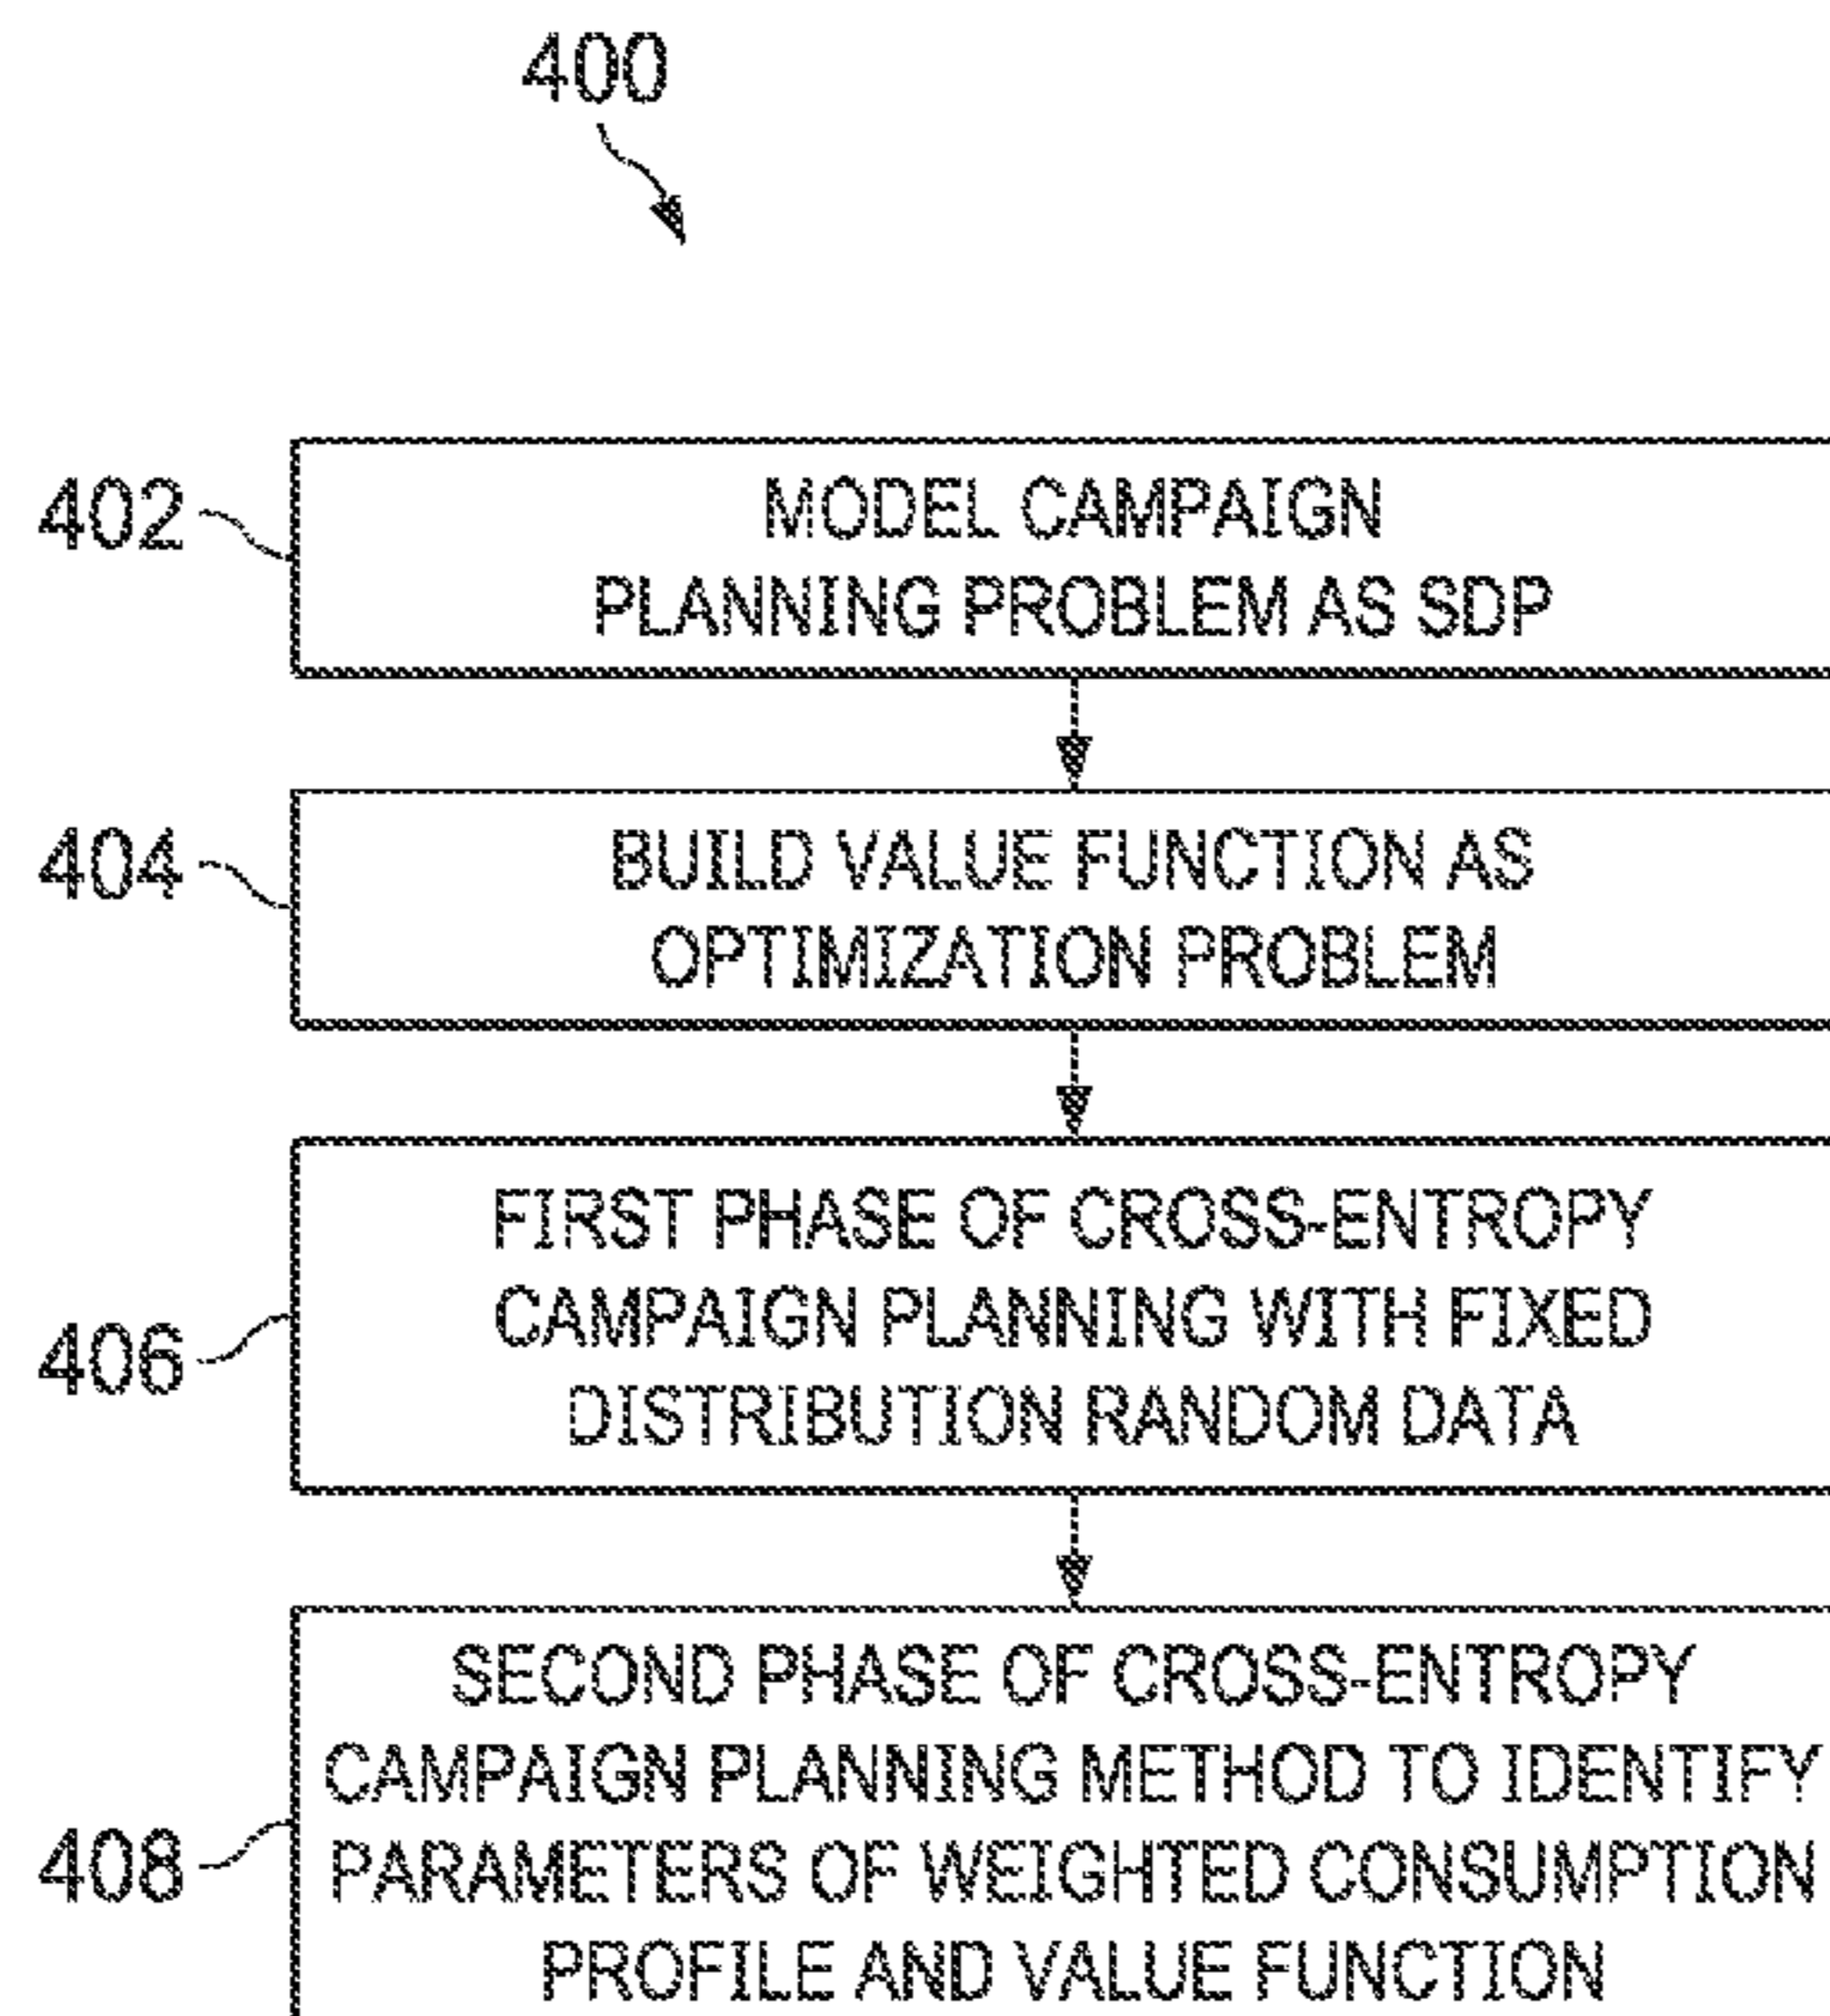 400
402
MODEL CAMPAIGN
PLANNING PROBLEM AS SDP
404
BUILD VALUE FUNCTION AS
OPTIMIZATION PROBLEM
406
FIRST PHASE OF CROSS-ENTROPY
CAMPAIGN PLANNING WITH FIXED
DISTRIBUTION RANDOM DATA
408
SECOND PHASE OF CROSS-ENTROPY
CAMPAIGN PLANNING METHOD TO IDENTIFY
PARAMETERS OF WEIGHTED CONSUMPTION
PROFILE AND VALUE FUNCTION